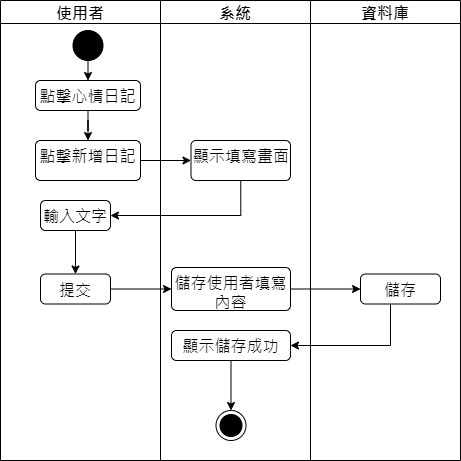 使用者
系統
資料庫
點擊心情日記
點擊新增日記
顯示填寫畫面
輸入文字
提交
儲存使用者填寫
內容
儲存
顯示儲存成功